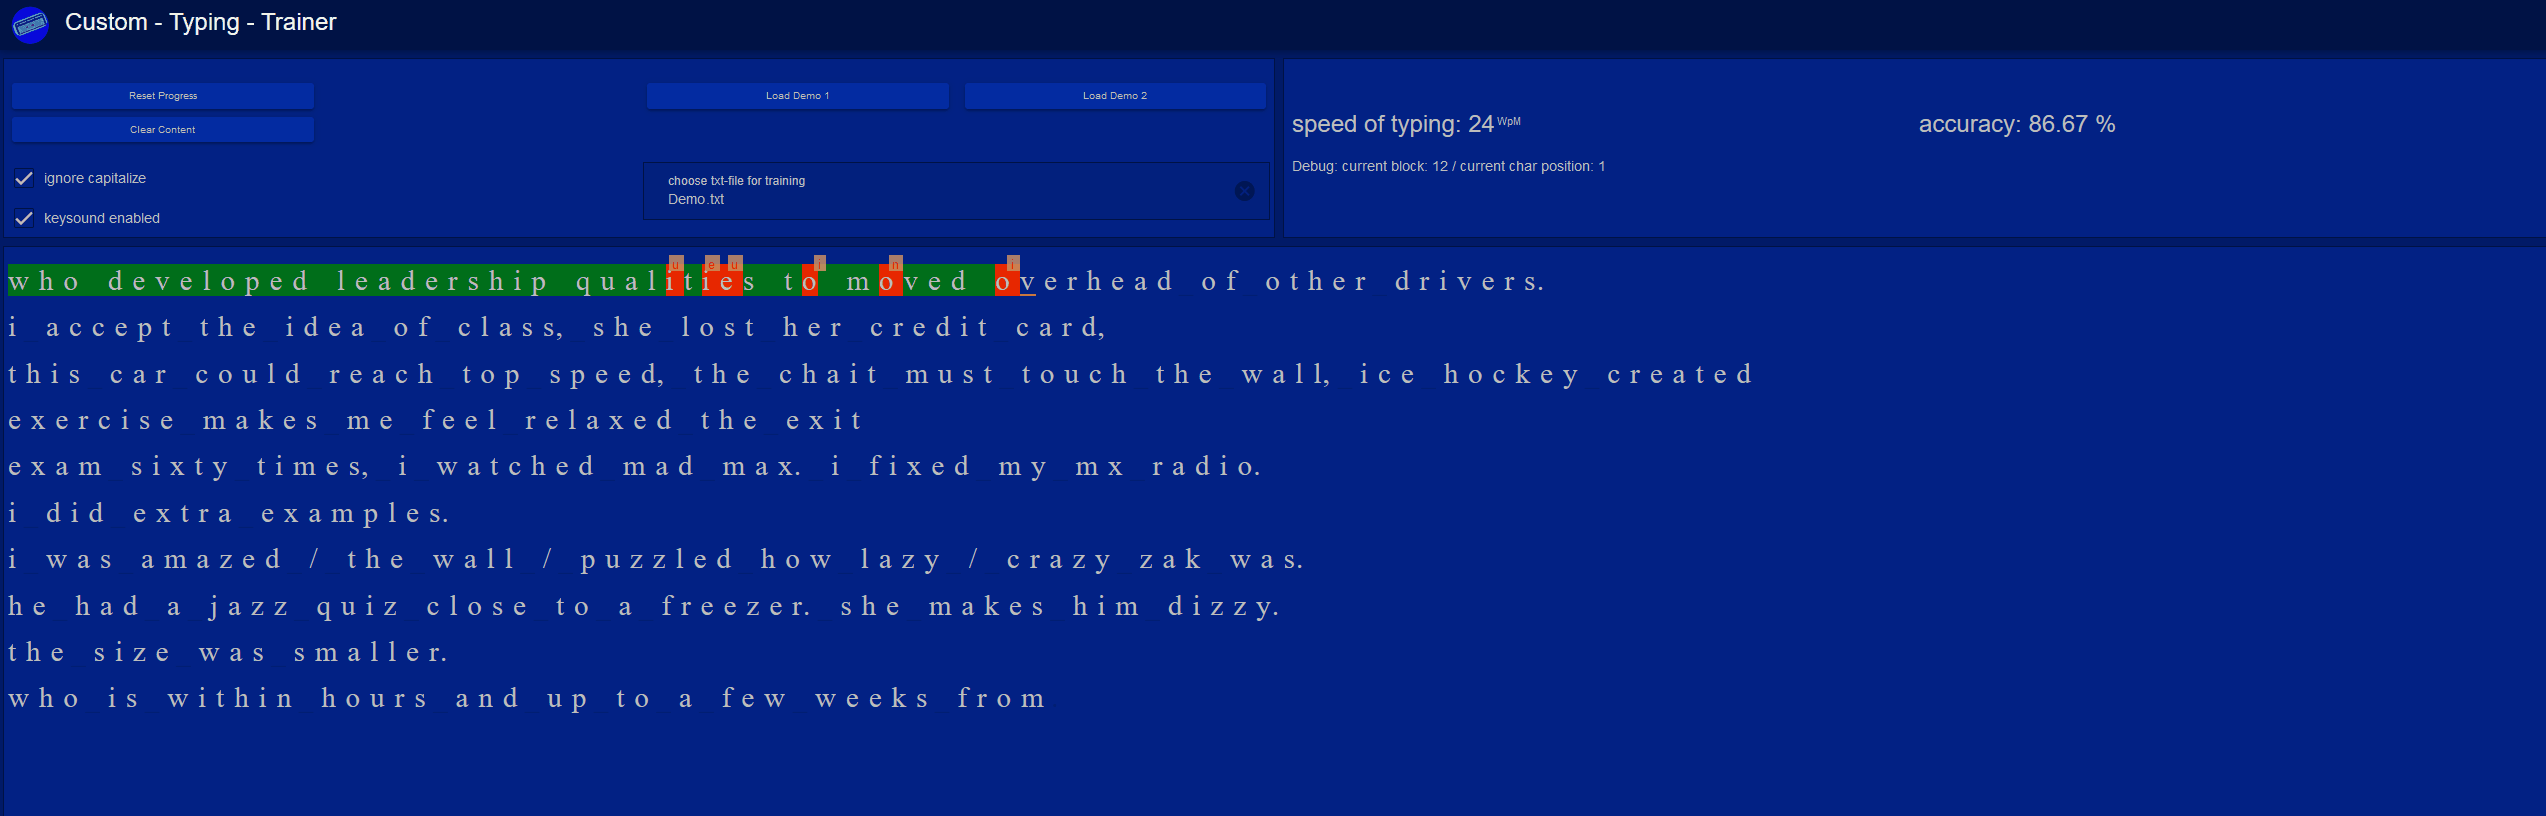 Custom - Typing - Trainer
Reset Progress
Load Demo 1
Load Demo 2
Clear Content
ignore capitalize
keysound enabled
choose txt-file for training
Demo.txt
speed of typing: 24 WpM
accuracy: 86.67 %
Debug: current block: 12 / current char position: 1
u e u i n i
who developed leadership qualities to moved overhead of other drivers.
i accept the idea of class, she lost her credit card,
this car could reach top speed, the chait must touch the wall, ice hockey created
exercise makes me feel relaxed the exit
exam sixty times, i watched mad max. i fixed my mx radio.
i did extra examples.
i was amazed / the wall / puzzled how lazy / crazy zak was.
he had a jazz quiz close to a freezer. she makes him dizzy.
the size was smaller.
who is within hours and up to a few weeks from